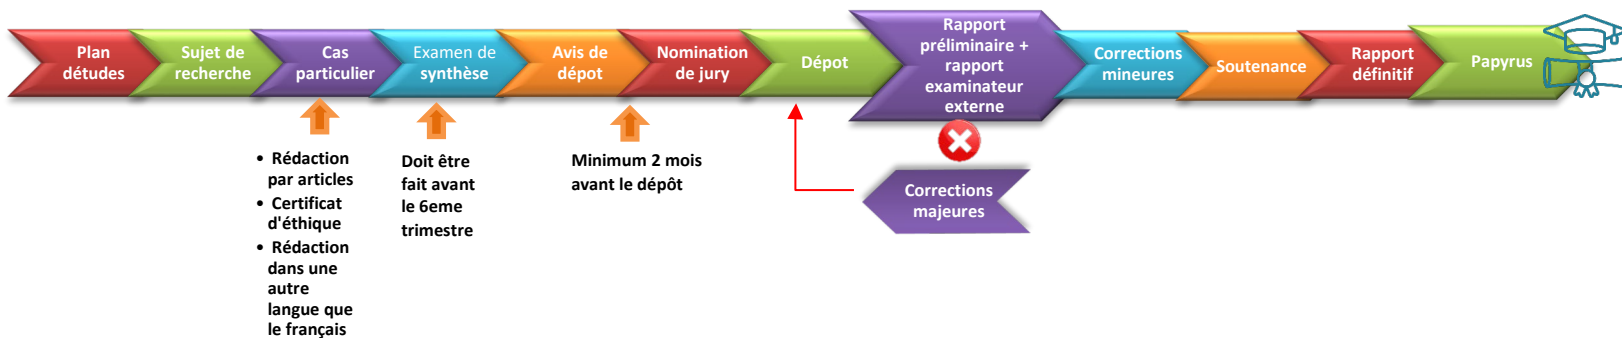 Plan
détudes
Sujet de
recherche
Cas
particulier
Examen de
synthèse
Avis de
dépot
Nomination
de jury
Dépot
Rapport
préliminaire +
rapport
examinateur
externe
Corrections
mineures
Soutenance
Rapport
définitif
Papyrus
• Rédaction
par articles
• Certificat
d'éthique
• Rédaction
dans une
autre
langue que
le français
Doit être
fait avant
le 6eme
trimestre
Minimum 2 mois
avant le dépôt
Corrections
majeures